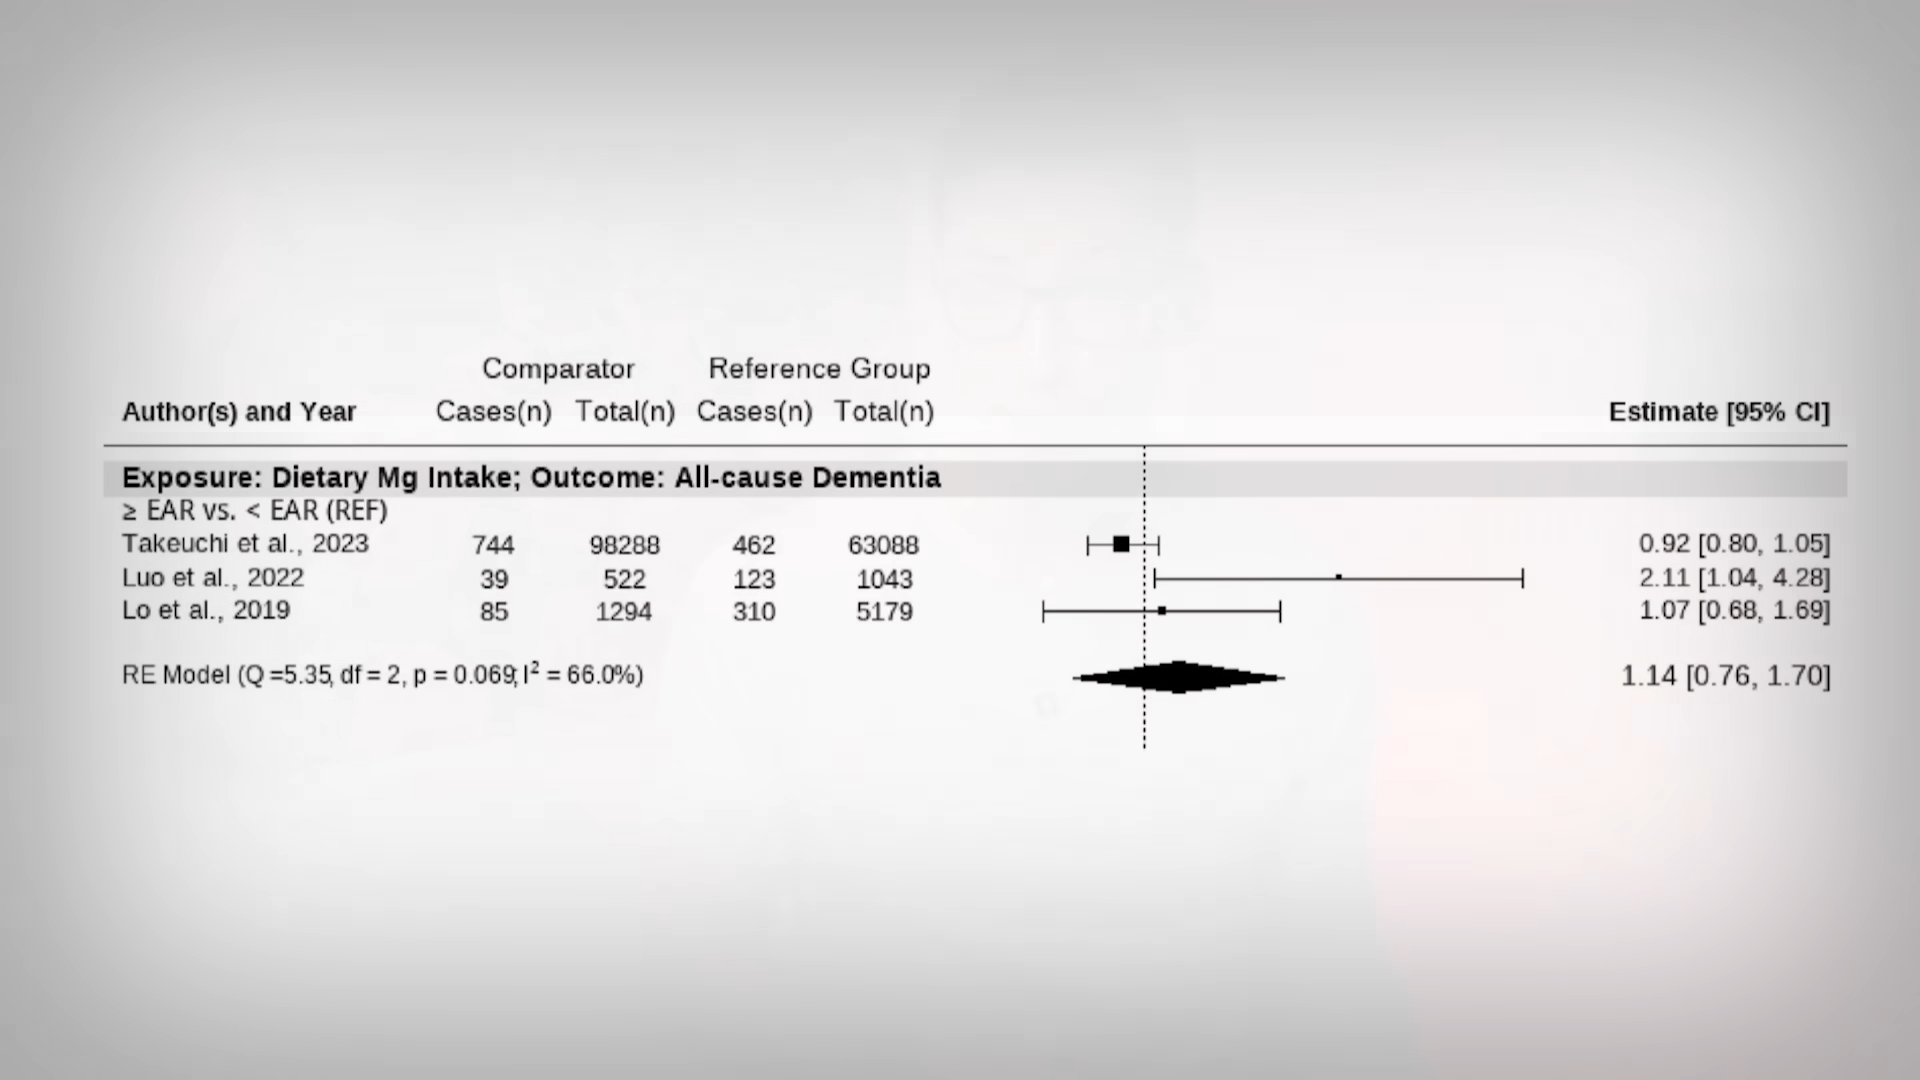 Comparator Reference Group
Author(s) and Year Cases(n) Total(n) Cases(n) Total(n) Estimate [95% CI]
Exposure: Dietary Mg Intake; Outcome: All-cause Dementia
≥ EAR vs. < EAR (REF)
Takeuchi et al., 2023 744 98288 462 63088 0.92 [0.80, 1.05]
Luo et al., 2022 39 522 123 1043 2.11 [1.04, 4.28]
Lo et al., 2019 85 1294 310 5179 1.07 [0.68, 1.69]
RE Model (Q =5.35, df = 2, p = 0.069; I² = 66.0%) 1.14 [0.76, 1.70]